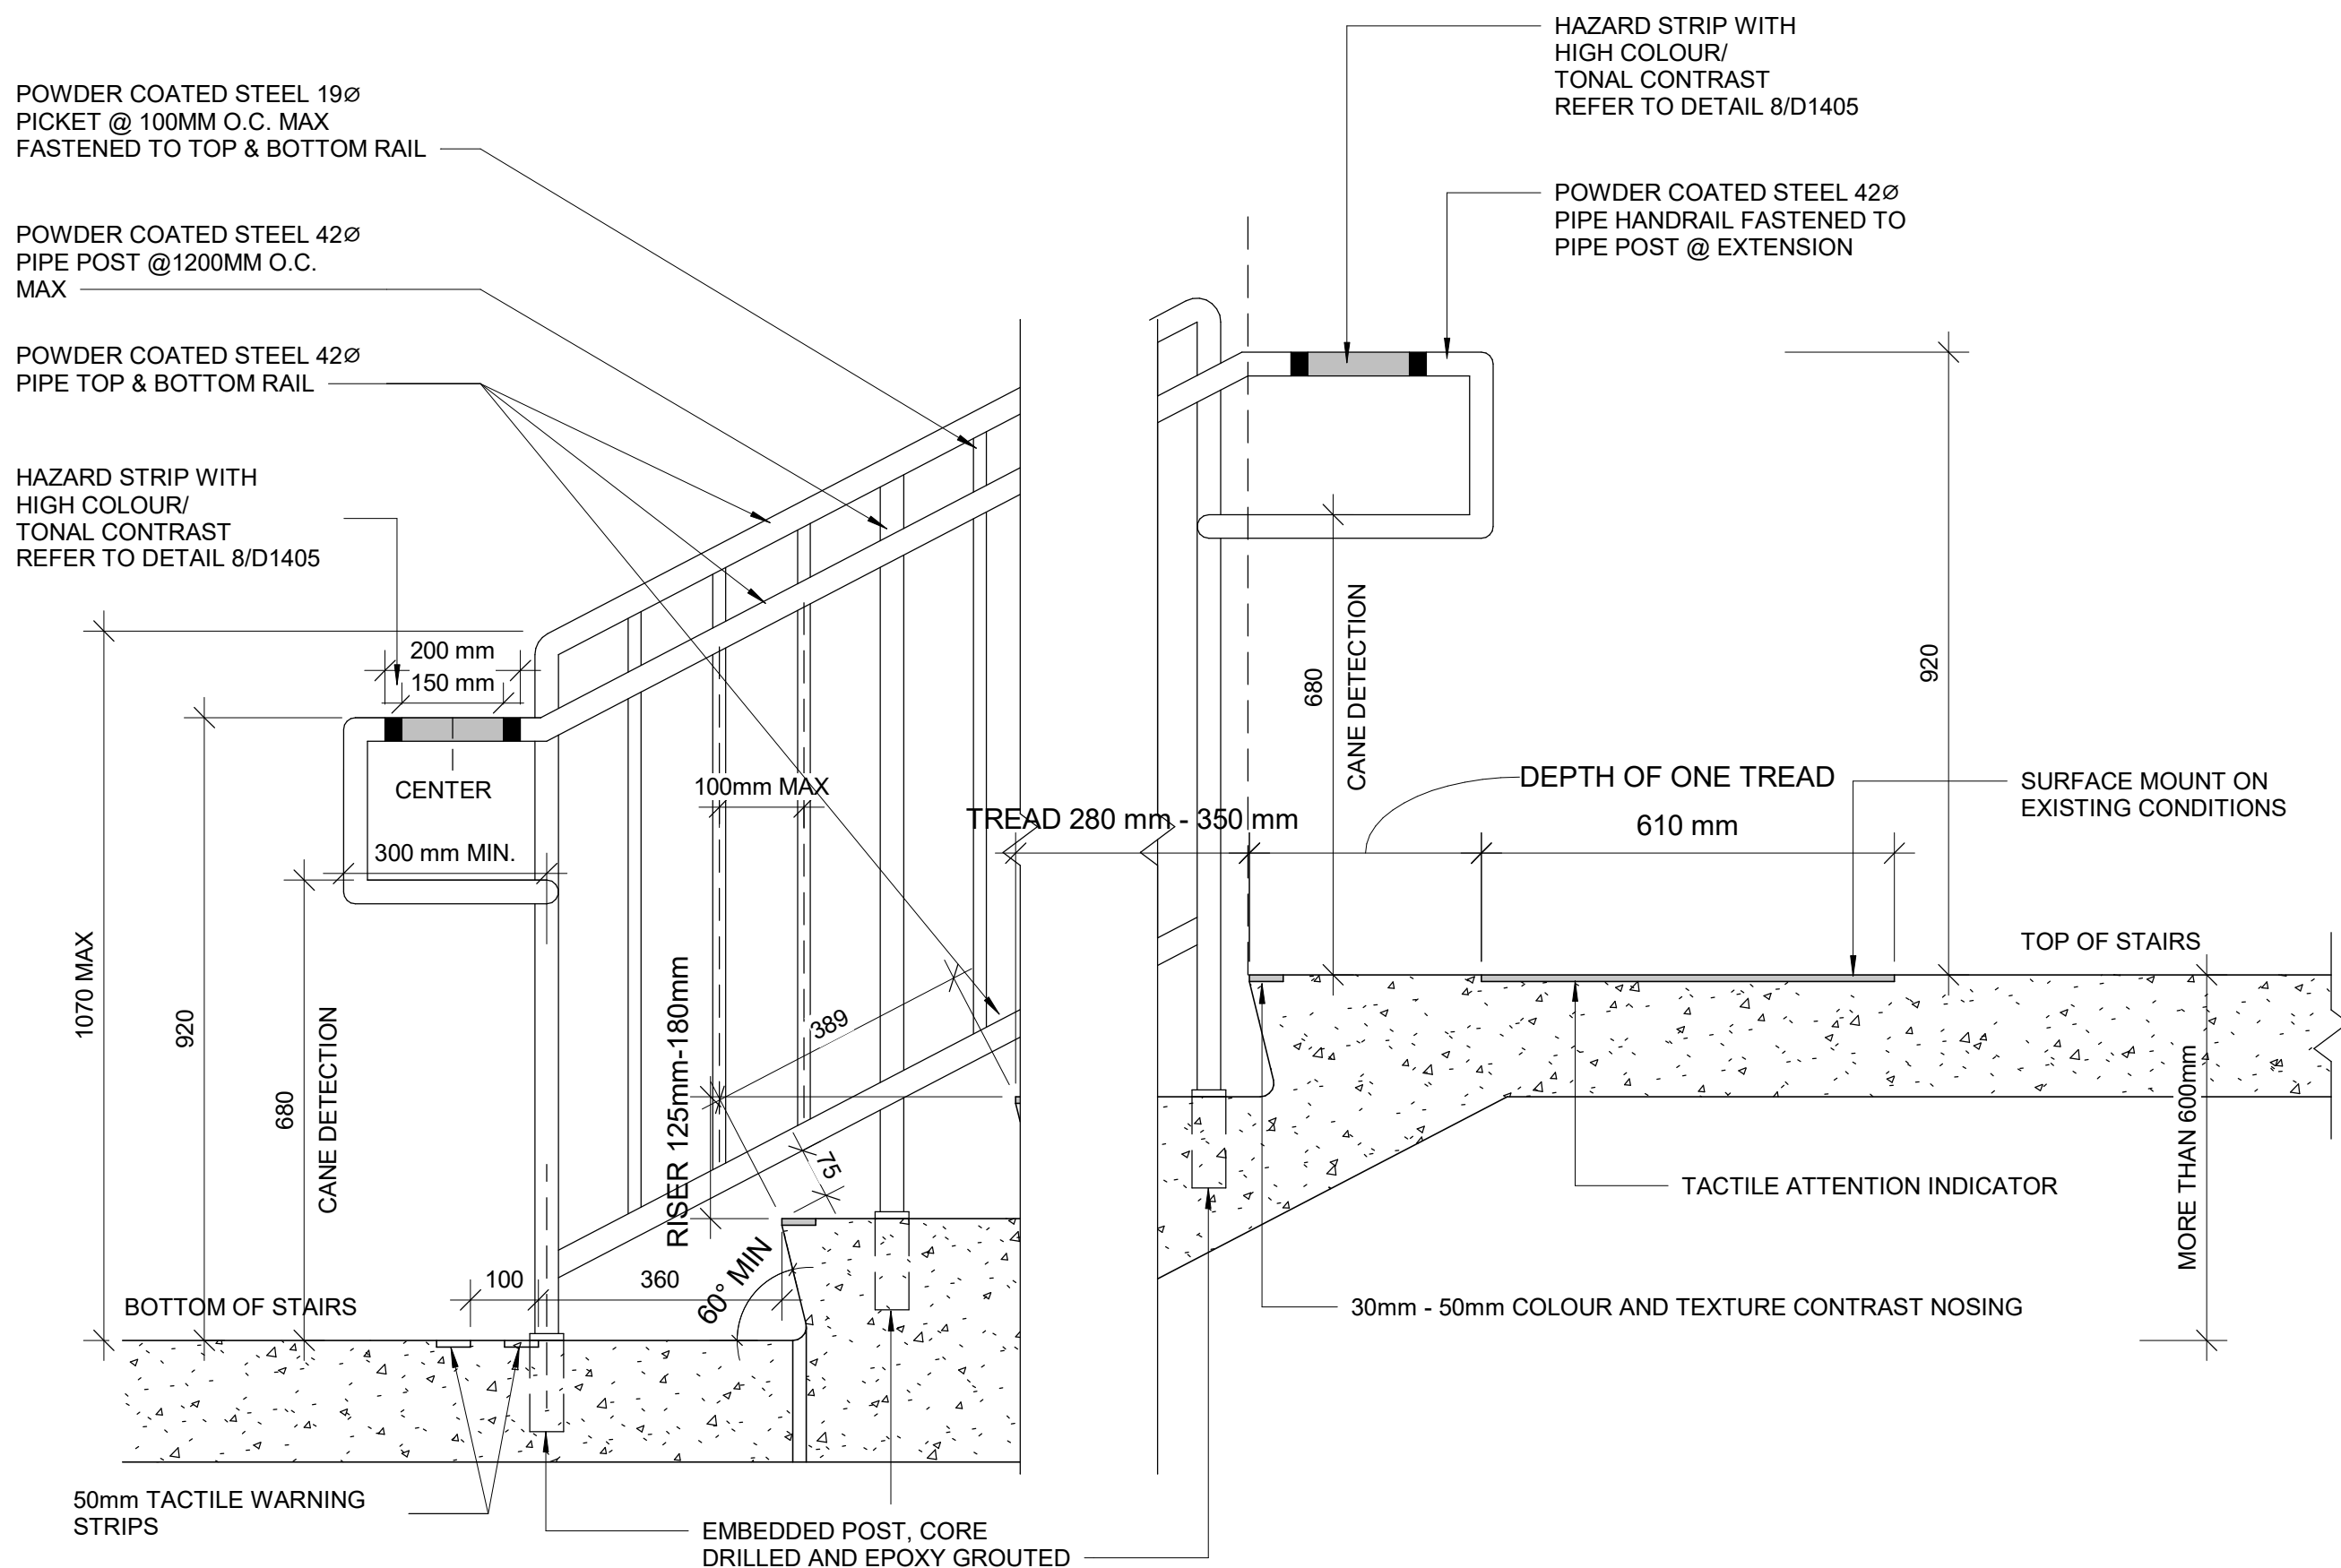 HAZARD STRIP WITH
HIGH COLOUR/
TONAL CONTRAST
REFER TO DETAIL 8/D1405
POWDER COATED STEEL 19⌀
PICKET @ 100MM O.C. MAX
FASTENED TO TOP & BOTTOM RAIL
POWDER COATED STEEL 42⌀
PIPE HANDRAIL FASTENED TO
PIPE POST @ EXTENSION
POWDER COATED STEEL 42⌀
PIPE POST @1200MM O.C.
MAX
POWDER COATED STEEL 42⌀
PIPE TOP & BOTTOM RAIL
HAZARD STRIP WITH
HIGH COLOUR/
TONAL CONTRAST
REFER TO DETAIL 8/D1405
200 mm
150 mm
CENTER
300 mm MIN.
1070 MAX
920
680
CANE DETECTION
100mm MAX
TREAD 280 mm - 350 mm
680
CANE DETECTION
920
DEPTH OF ONE TREAD
610 mm
SURFACE MOUNT ON
EXISTING CONDITIONS
TOP OF STAIRS
RISER 125mm-180mm
389
75
60° MIN
100
360
BOTTOM OF STAIRS
MORE THAN 600mm
TACTILE ATTENTION INDICATOR
30mm - 50mm COLOUR AND TEXTURE CONTRAST NOSING
50mm TACTILE WARNING
STRIPS
EMBEDDED POST, CORE
DRILLED AND EPOXY GROUTED